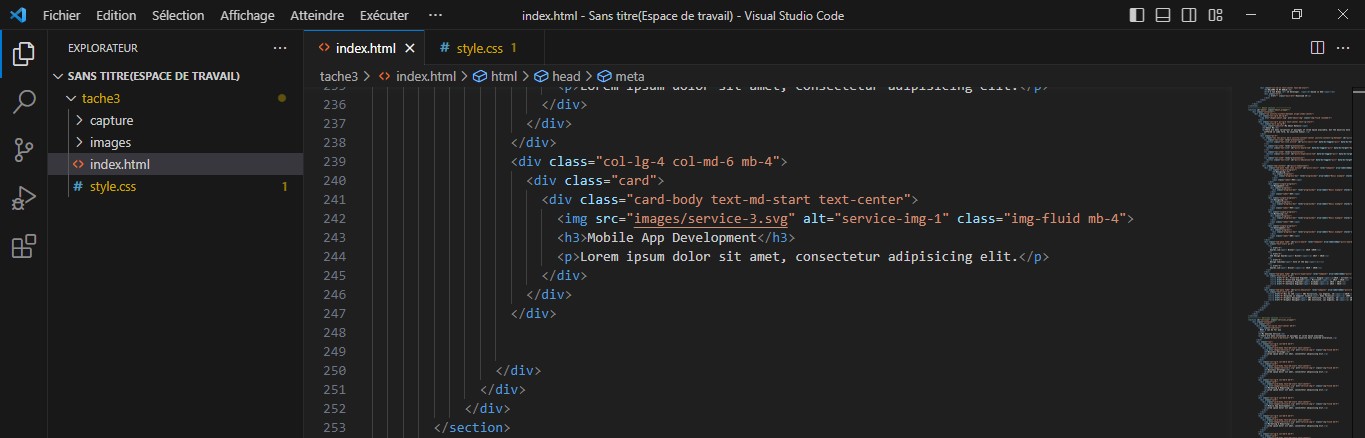 Fichier Edition Sélection Affichage Atteindre Exécuter ··· index.html - Sans titre(Espace de travail) - Visual Studio Code
EXPLORATEUR ···
SANS TITRE(ESPACE DE TRAVAIL)
tache3
capture
images
index.html
style.css 1
index.html style.css 1
tache3 > index.html > html > head > meta
235 <p>Lorem ipsum dolor sit amet, consectetur adipisicing elit.</p>
236 </div>
237 </div>
238 </div>
239 <div class="col-lg-4 col-md-6 mb-4">
240 <div class="card">
241 <div class="card-body text-md-start text-center">
242 <img src="images/service-3.svg" alt="service-img-1" class="img-fluid mb-4">
243 <h3>Mobile App Development</h3>
244 <p>Lorem ipsum dolor sit amet, consectetur adipisicing elit.</p>
245 </div>
246 </div>
247 </div>
248
249
250 </div>
251 </div>
252 </div>
253 </section>